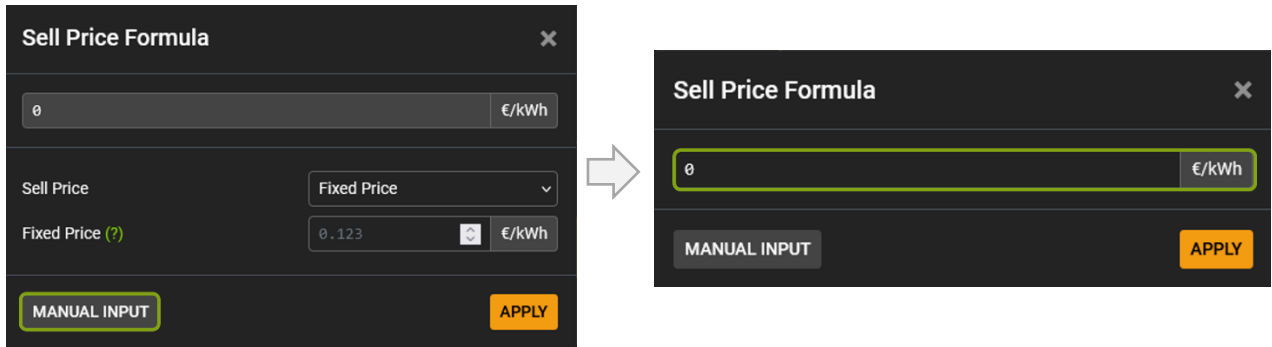 Sell Price Formula ×
0 €/kWh
Sell Price Fixed Price
Fixed Price (?) 0.123 €/kWh
MANUAL INPUT APPLY
Sell Price Formula ×
0 €/kWh
MANUAL INPUT APPLY